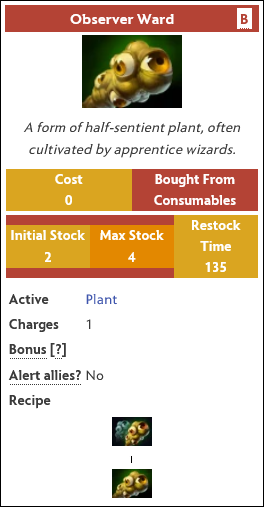 Observer Ward B
A form of half-sentient plant, often
cultivated by apprentice wizards.
Cost
0
Bought From
Consumables
Initial Stock
2
Max Stock
4
Restock
Time
135
Active Plant
Charges 1
Bonus [?]
Alert allies? No
Recipe